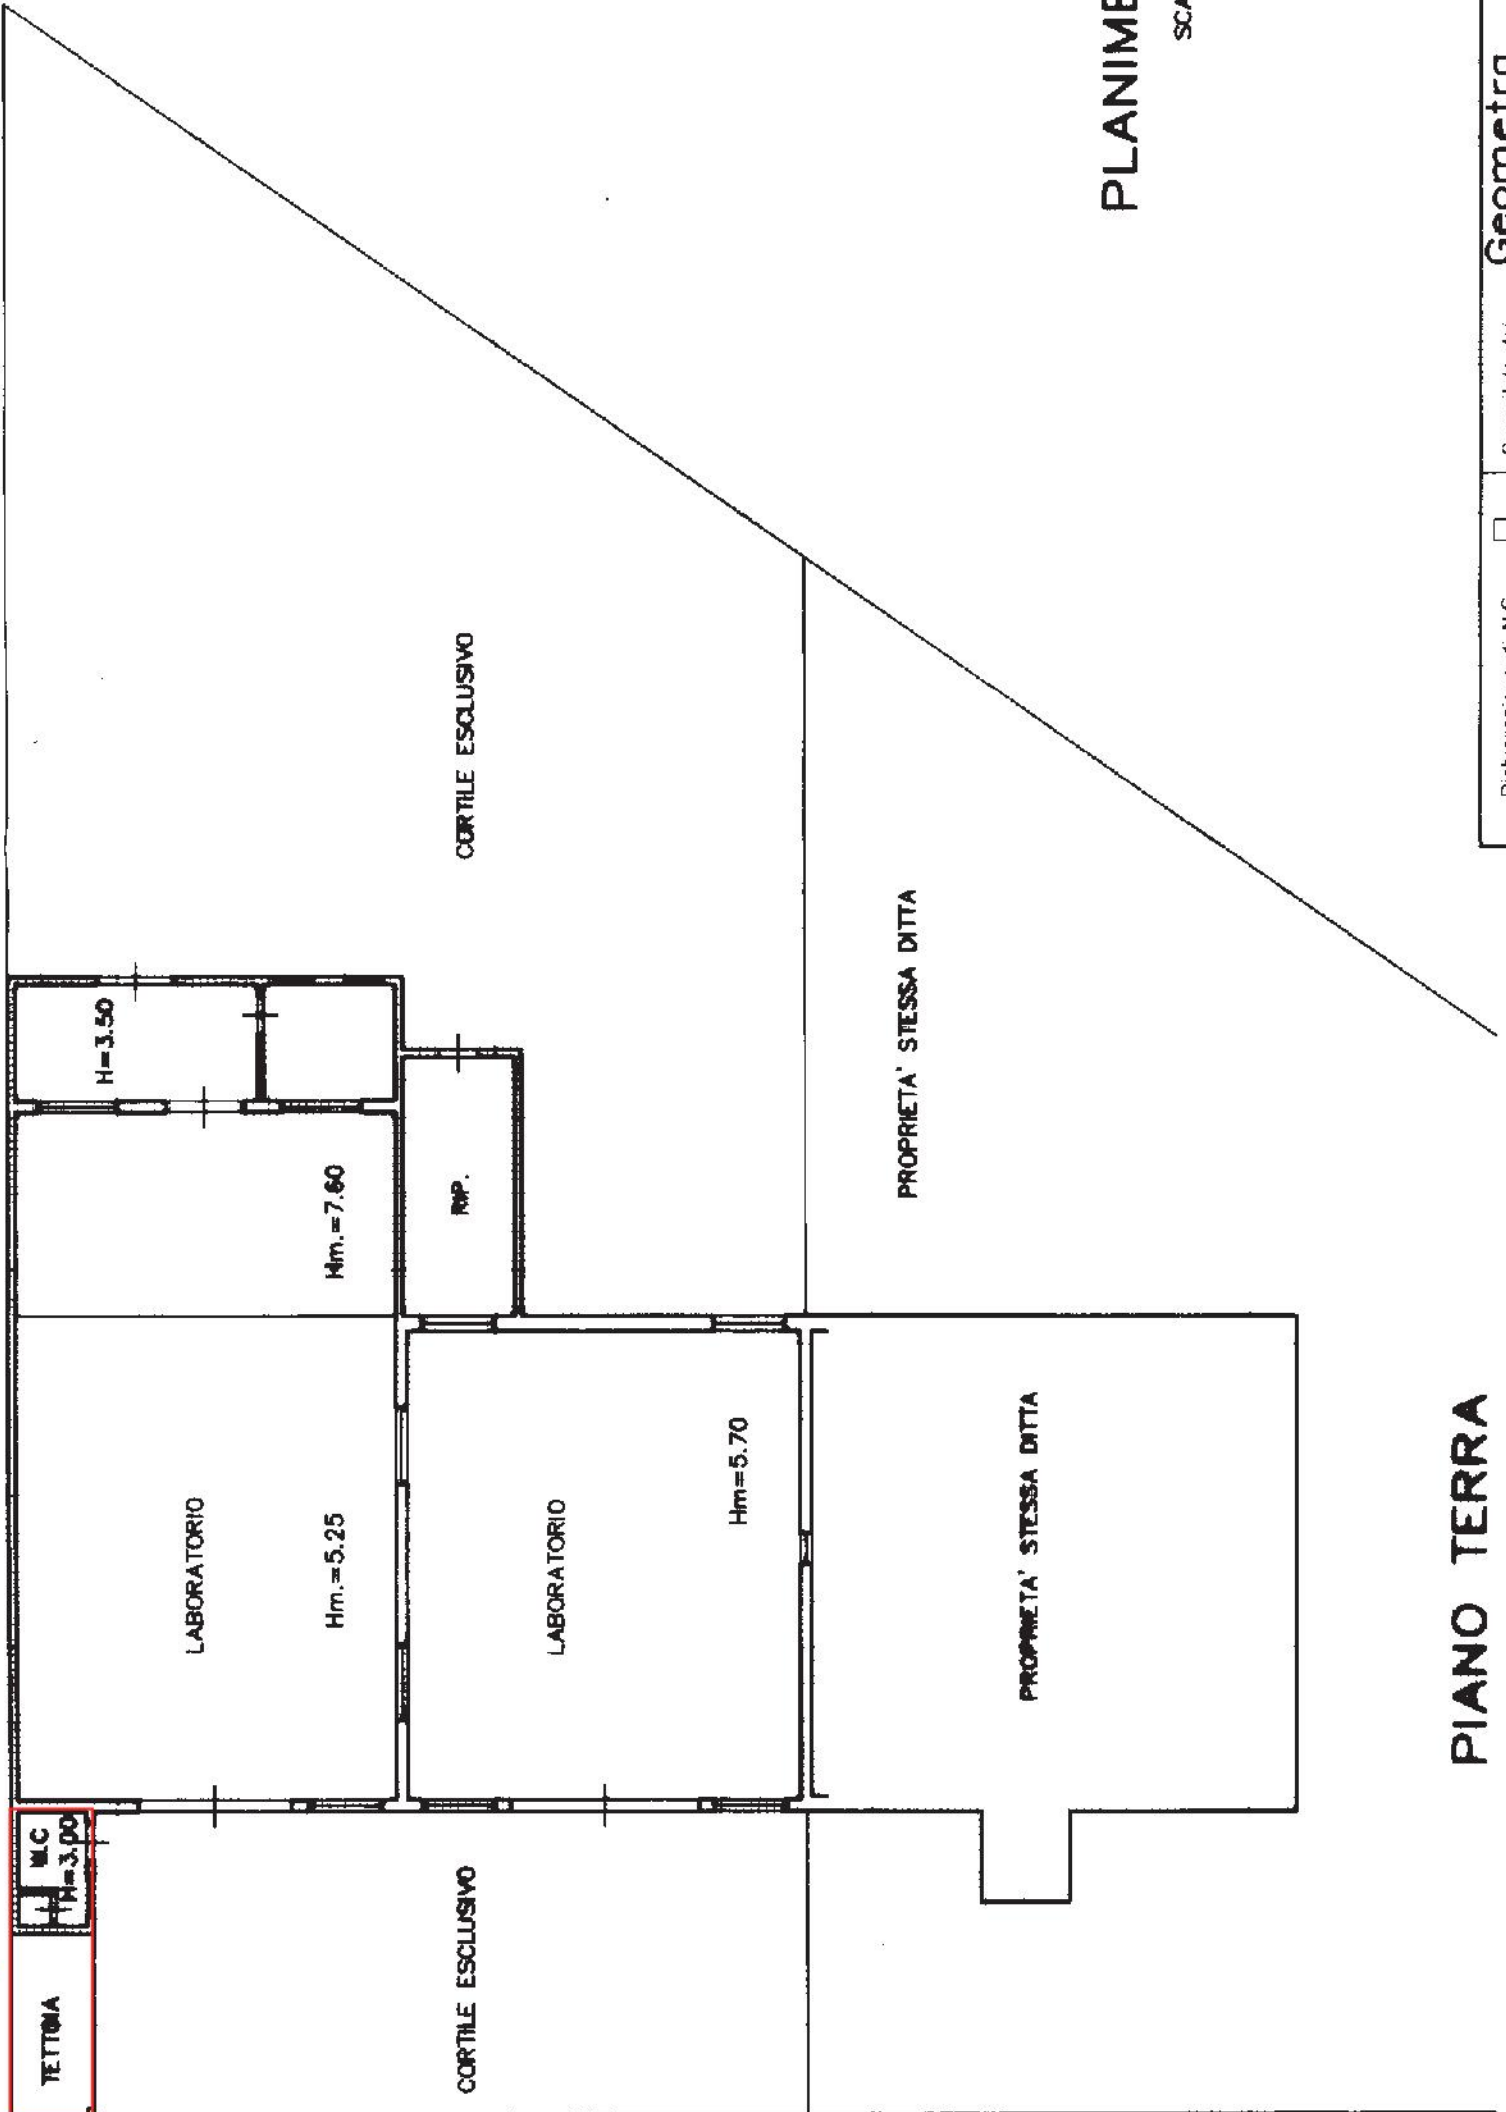 PLANIME
SCA
Geometra
CORTILE ESCLUSIVO
PROPRIETA' STESSA DITTA
H=3.50
Hm.=7.60
RIP.
LABORATORIO
Hm.=5.25
LABORATORIO
Hm=5.70
PROPRIETA' STESSA DITTA
W.C
H=3.00
TETTOIA
CORTILE ESCLUSIVO
PIANO TERRA